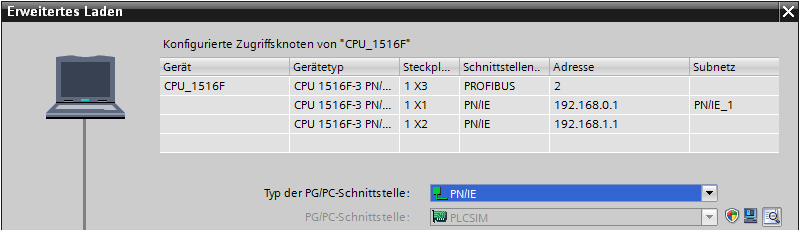 Erweitertes Laden
Konfigurierte Zugriffsknoten von "CPU_1516F"
Gerät Gerätetyp Steckpl... Schnittstellen... Adresse Subnetz
CPU_1516F CPU 1516F-3 PN/... 1 X3 PROFIBUS 2
CPU 1516F-3 PN/... 1 X1 PN/IE 192.168.0.1 PN/IE_1
CPU 1516F-3 PN/... 1 X2 PN/IE 192.168.1.1
Typ der PG/PC-Schnittstelle: PN/IE
PG/PC-Schnittstelle: PLCSIM